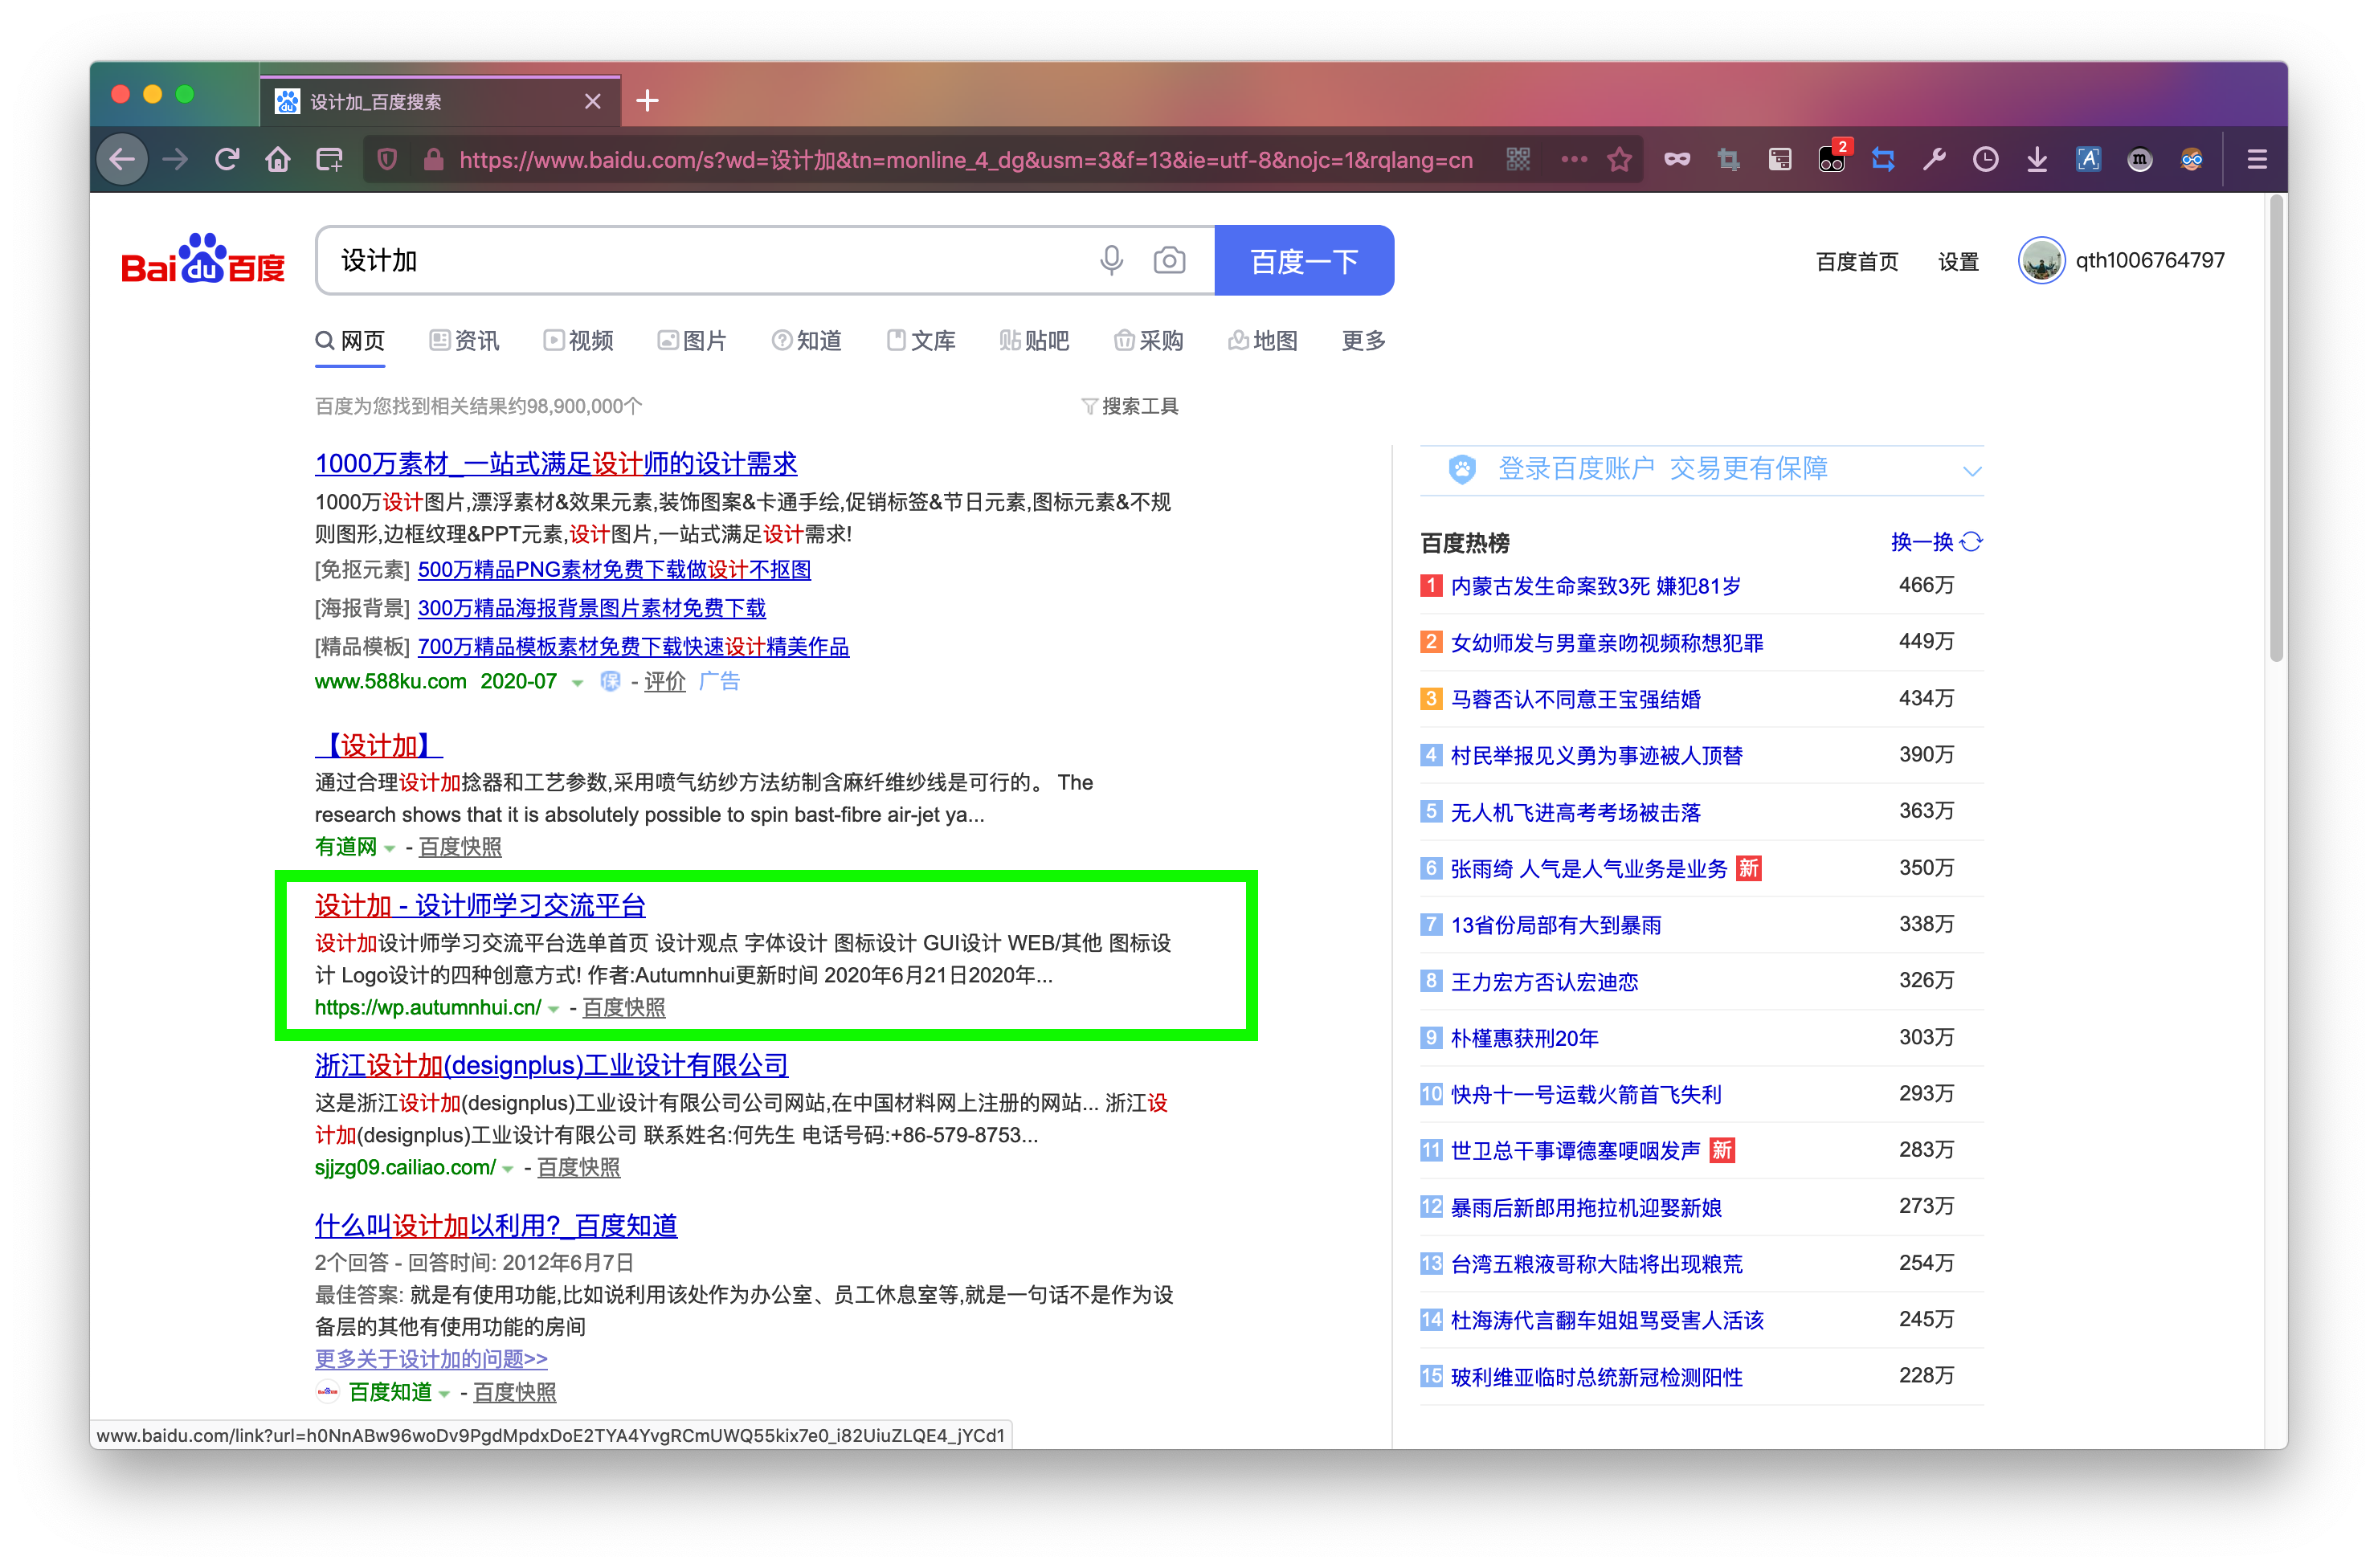 设计加_百度搜索
https://www.baidu.com/s?wd=设计加&tn=monline_4_dg&usm=3&f=13&ie=utf-8&nojc=1&rqlang=cn
2
A
m
Bai du 百度
设计加
百度一下
百度首页 设置 qth1006764797
网页 资讯 视频 图片 知道 文库 贴吧 采购 地图 更多
百度为您找到相关结果约98,900,000个
搜索工具
1000万素材_一站式满足设计师的设计需求
1000万设计图片,漂浮素材&效果元素,装饰图案&卡通手绘,促销标签&节日元素,图标元素&不规
则图形,边框纹理&PPT元素,设计图片,一站式满足设计需求!
[免抠元素] 500万精品PNG素材免费下载做设计不抠图
[海报背景] 300万精品海报背景图片素材免费下载
[精品模板] 700万精品模板素材免费下载快速设计精美作品
www.588ku.com 2020-07 保 - 评价 广告
【设计加】
通过合理设计加捻器和工艺参数,采用喷气纺纱方法纺制含麻纤维纱线是可行的。 The
research shows that it is absolutely possible to spin bast-fibre air-jet ya...
有道网 - 百度快照
设计加 - 设计师学习交流平台
设计加设计师学习交流平台选单首页 设计观点 字体设计 图标设计 GUI设计 WEB/其他 图标设
计 Logo设计的四种创意方式! 作者:Autumnhui更新时间 2020年6月21日2020年...
https://wp.autumnhui.cn/ - 百度快照
浙江设计加(designplus)工业设计有限公司
这是浙江设计加(designplus)工业设计有限公司公司网站,在中国材料网上注册的网站... 浙江设
计加(designplus)工业设计有限公司 联系姓名:何先生 电话号码:+86-579-8753...
sjjzg09.cailiao.com/ - 百度快照
什么叫设计加以利用?_百度知道
2个回答 - 回答时间: 2012年6月7日
最佳答案: 就是有使用功能,比如说利用该处作为办公室、员工休息室等,就是一句话不是作为设
备层的其他有使用功能的房间
更多关于设计加的问题>>
百度知道 - 百度快照
www.baidu.com/link?url=h0NnABw96woDv9PgdMpdxDoE2TYA4YvgRCmUWQ55kix7e0_i82UiuZLQE4_jYCd1
登录百度账户 交易更有保障
百度热榜 换一换
1 内蒙古发生命案致3死 嫌犯81岁 466万
2 女幼师发与男童亲吻视频称想犯罪 449万
3 马蓉否认不同意王宝强结婚 434万
4 村民举报见义勇为事迹被人顶替 390万
5 无人机飞进高考考场被击落 363万
6 张雨绮 人气是人气业务是业务 新 350万
7 13省份局部有大到暴雨 338万
8 王力宏方否认宏迪恋 326万
9 朴槿惠获刑20年 303万
10 快舟十一号运载火箭首飞失利 293万
11 世卫总干事谭德塞哽咽发声 新 283万
12 暴雨后新郎用拖拉机迎娶新娘 273万
13 台湾五粮液哥称大陆将出现粮荒 254万
14 杜海涛代言翻车姐姐骂受害人活该 245万
15 玻利维亚临时总统新冠检测阳性 228万